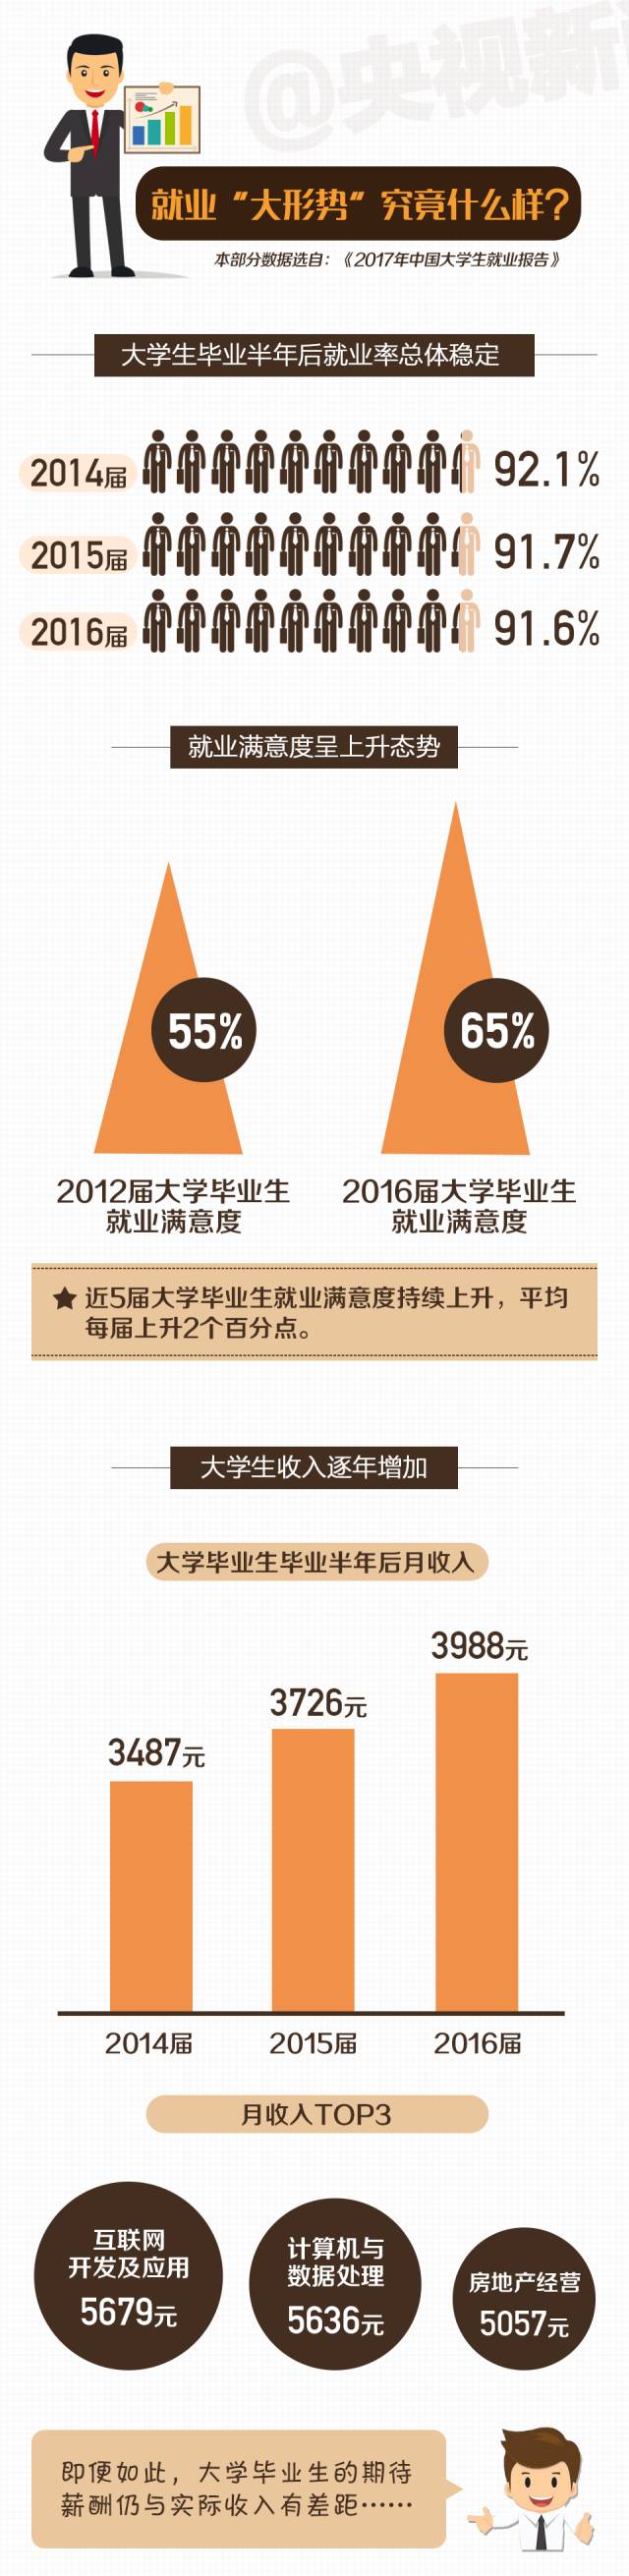 @央视新
就业“大形势”究竟什么样?
本部分数据选自：《2017年中国大学生就业报告》
大学生毕业半年后就业率总体稳定
2014届 92.1%
2015届 91.7%
2016届 91.6%
就业满意度呈上升态势
55% 65%
2012届大学毕业生 2016届大学毕业生
就业满意度 就业满意度
★ 近5届大学毕业生就业满意度持续上升，平均
每届上升2个百分点。
大学生收入逐年增加
大学毕业生毕业半年后月收入
3988元
3726元
3487元
2014届 2015届 2016届
月收入TOP3
互联网
开发及应用
5679元
计算机与
数据处理
5636元
房地产经营
5057元
即便如此，大学毕业生的期待
薪酬仍与实际收入有差距……